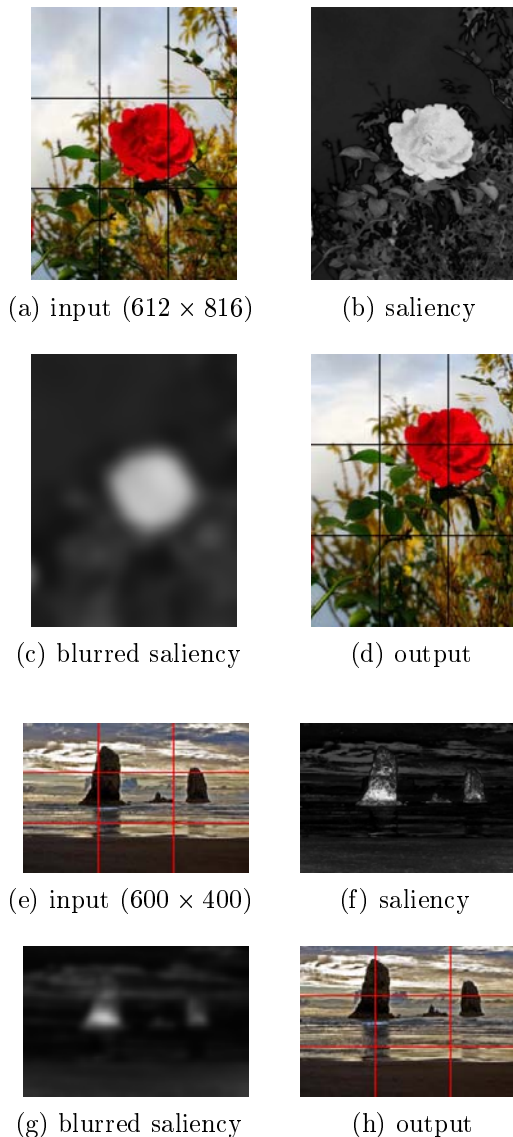 (a) input (612 × 816)
(b) saliency
(c) blurred saliency
(d) output
(e) input (600 × 400)
(f) saliency
(g) blurred saliency
(h) output